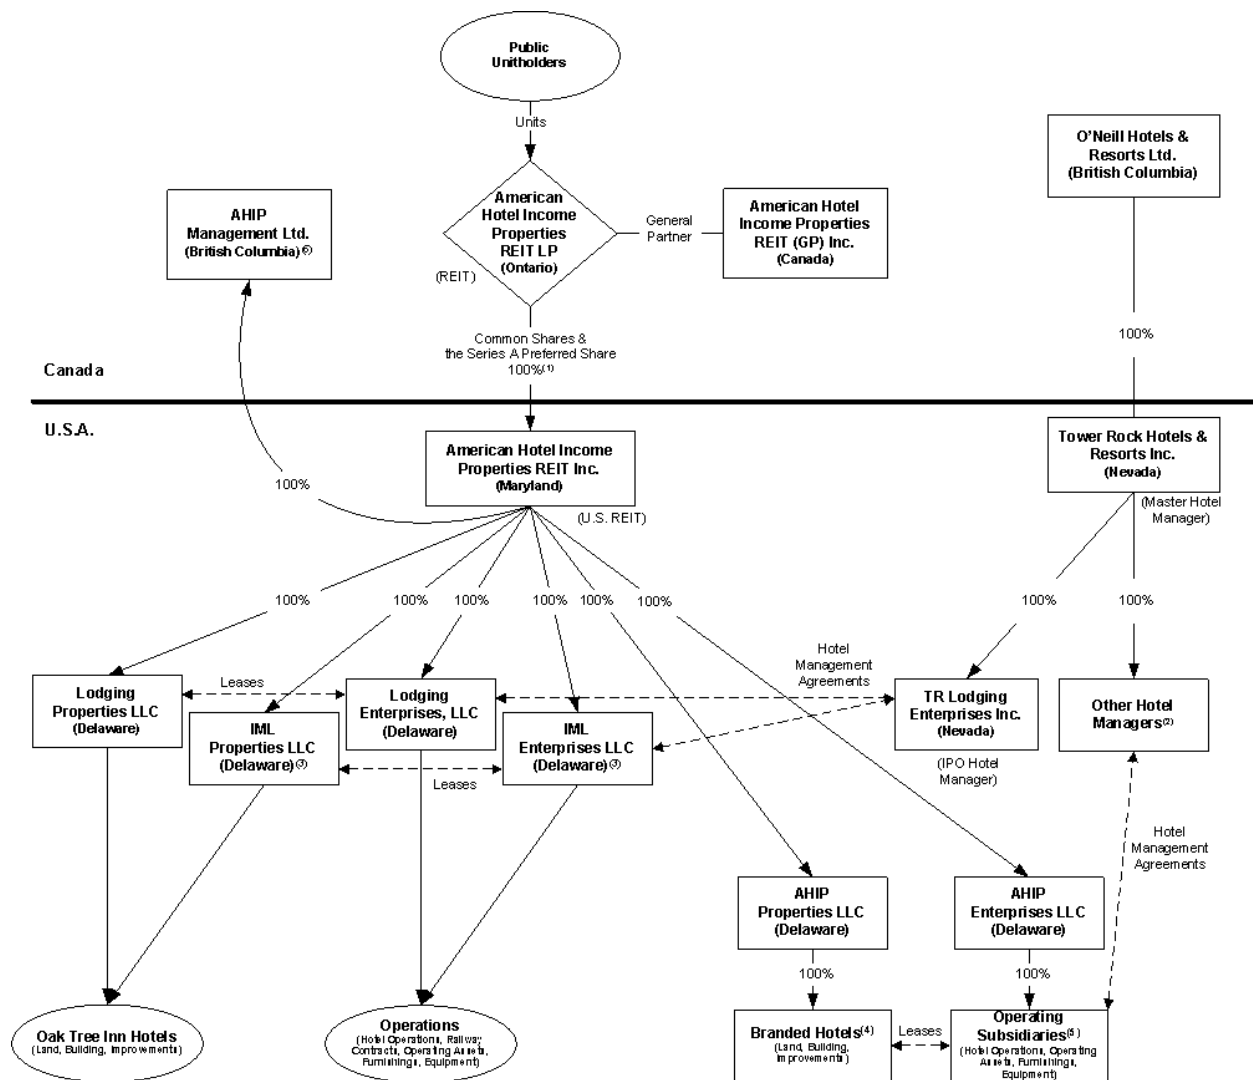 Public
Unitholders
Units
O'Neill Hotels &
Resorts Ltd.
(British Columbia)
AHIP
Management Ltd.
(British Columbia)
American
Hotel Income
Properties
REIT LP
(Ontario)
(REIT)
General
Partner
American Hotel
Income Properties
REIT (GP) Inc.
(Canada)
Common Shares &
the Series A Preferred Share
100%(1)
100%
Canada
U.S.A.
American Hotel Income
Properties REIT Inc.
(Maryland)
(U.S. REIT)
Tower Rock Hotels &
Resorts Inc.
(Nevada)
(Master Hotel
Manager)
100%
100%
100%
100%
100%
100%
100%
100%
100%
Hotel
Management
Agreements
Lodging
Properties LLC
(Delaware)
Leases
Lodging
Enterprises, LLC
(Delaware)
IML
Properties LLC
(Delaware)(3)
Leases
IML
Enterprises LLC
(Delaware)(3)
TR Lodging
Enterprises Inc.
(Nevada)
(IPO Hotel
Manager)
Other Hotel
Managers(2)
Hotel
Management
Agreements
AHIP
Properties LLC
(Delaware)
AHIP
Enterprises LLC
(Delaware)
100%
100%
Oak Tree Inn Hotels
(Land, Building, Improvements)
Operations
(Hotel Operations, Railway
Contracts, Operating Assets,
Furnishings, Equipment)
Branded Hotels(4)
(Land, Building,
Improvements)
Leases
Operating
Subsidiaries(5)
(Hotel Operations, Operating
Assets, Furnishings,
Equipment)